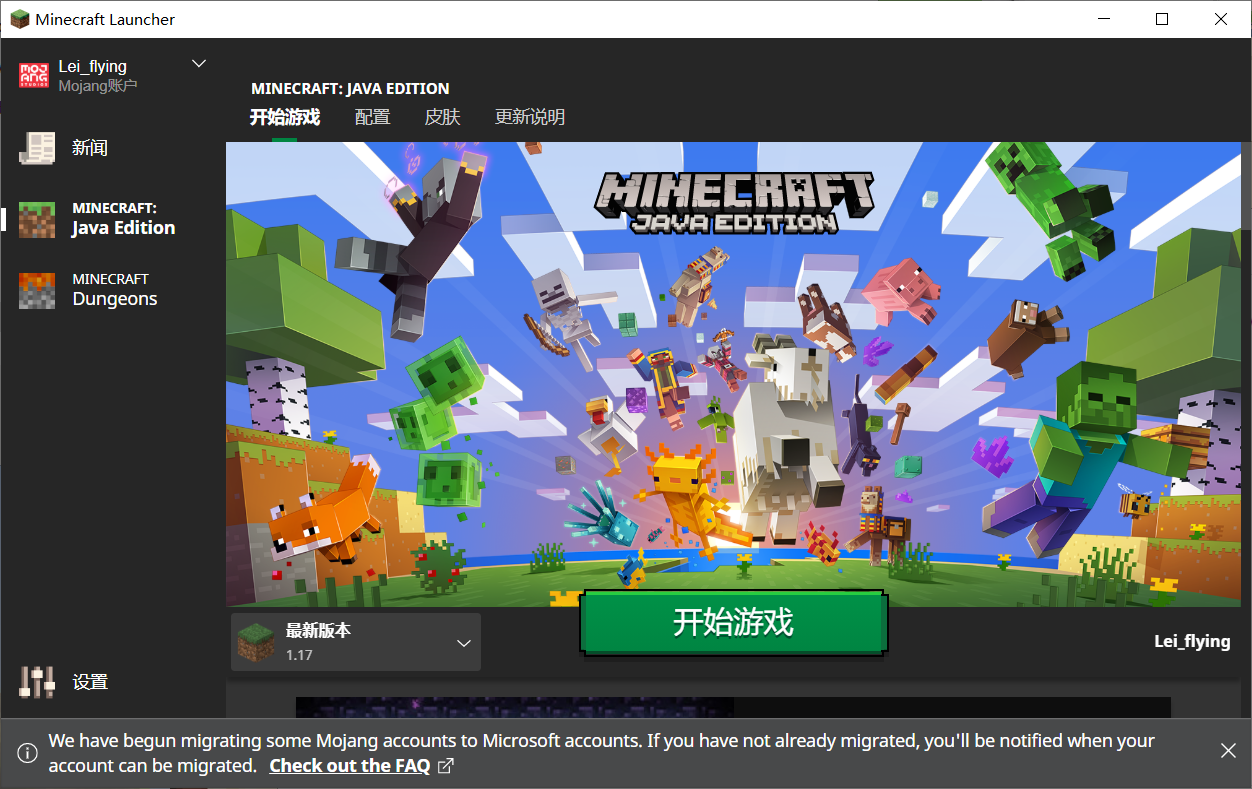 Minecraft Launcher
MOJANG
STUDIOS
Lei_flying
Mojang账户
新闻
MINECRAFT:
Java Edition
MINECRAFT
Dungeons
设置
MINECRAFT: JAVA EDITION
开始游戏 配置 皮肤 更新说明
MINECRAFT
JAVA EDITION
最新版本
1.17
开始游戏
Lei_flying
We have begun migrating some Mojang accounts to Microsoft accounts. If you have not already migrated, you'll be notified when your
account can be migrated. Check out the FAQ